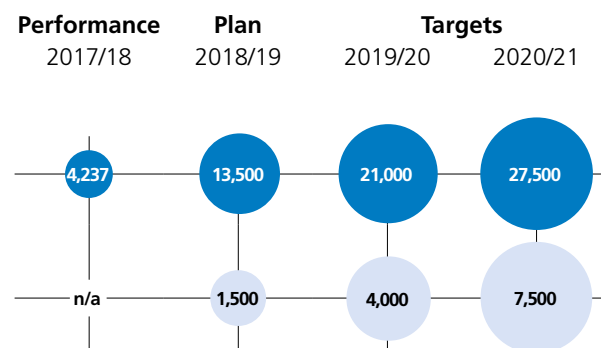 Performance Plan Targets
2017/18 2018/19 2019/20 2020/21
4,237 13,500 21,000 27,500
n/a 1,500 4,000 7,500